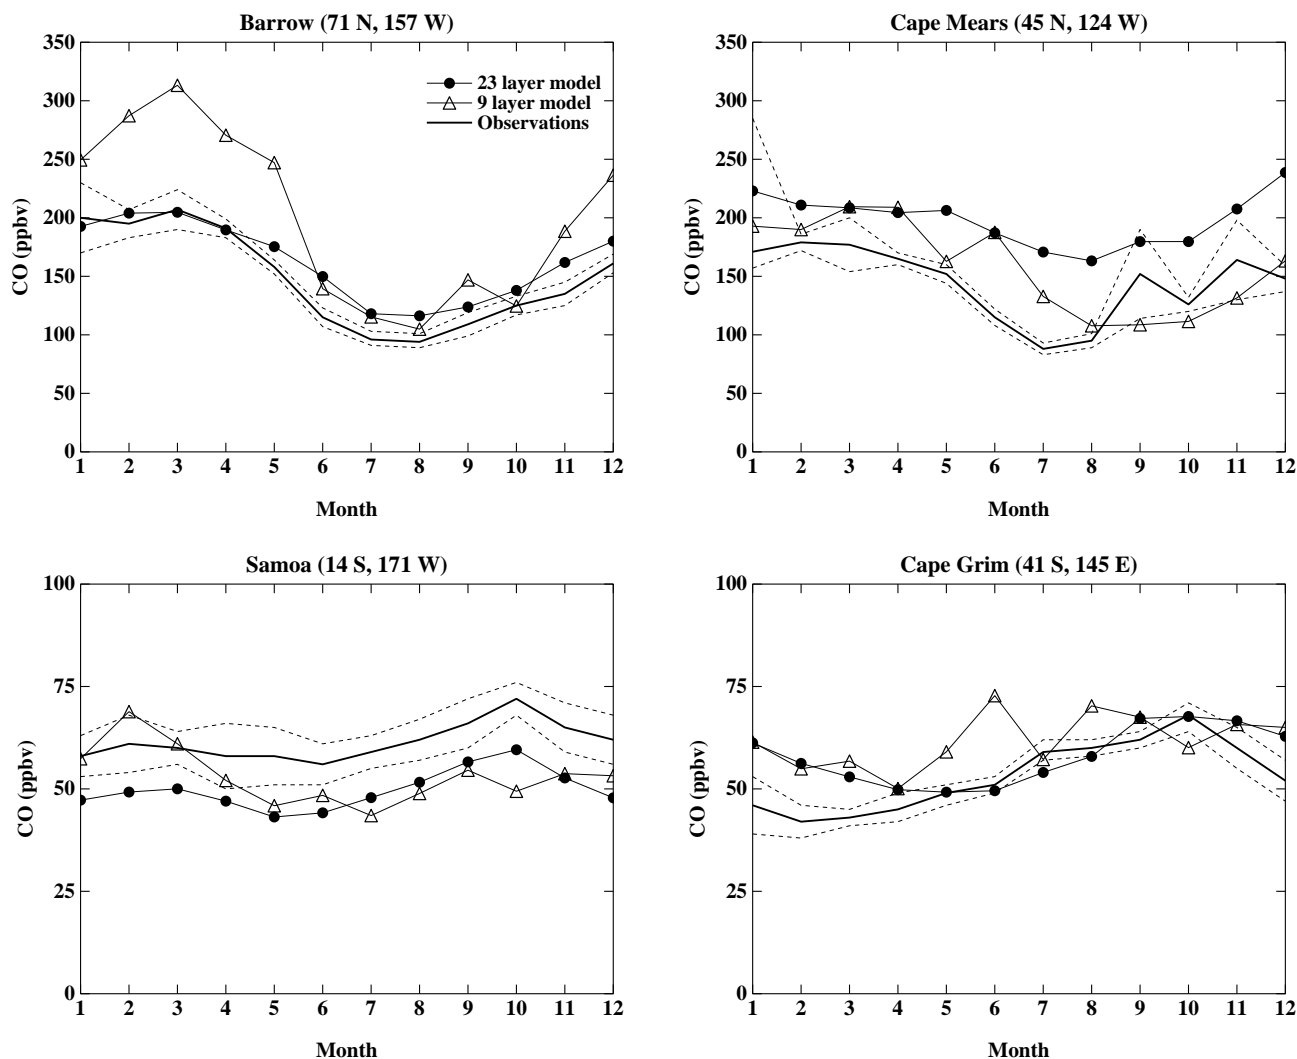 Barrow (71 N, 157 W)
350
300
250
200
150
100
50
0
CO (ppbv)
23 layer model
9 layer model
Observations
1 2 3 4 5 6 7 8 9 10 11 12
Month
Cape Mears (45 N, 124 W)
350
300
250
200
150
100
50
0
CO (ppbv)
1 2 3 4 5 6 7 8 9 10 11 12
Month
Samoa (14 S, 171 W)
100
75
50
25
0
CO (ppbv)
1 2 3 4 5 6 7 8 9 10 11 12
Month
Cape Grim (41 S, 145 E)
100
75
50
25
0
CO (ppbv)
1 2 3 4 5 6 7 8 9 10 11 12
Month